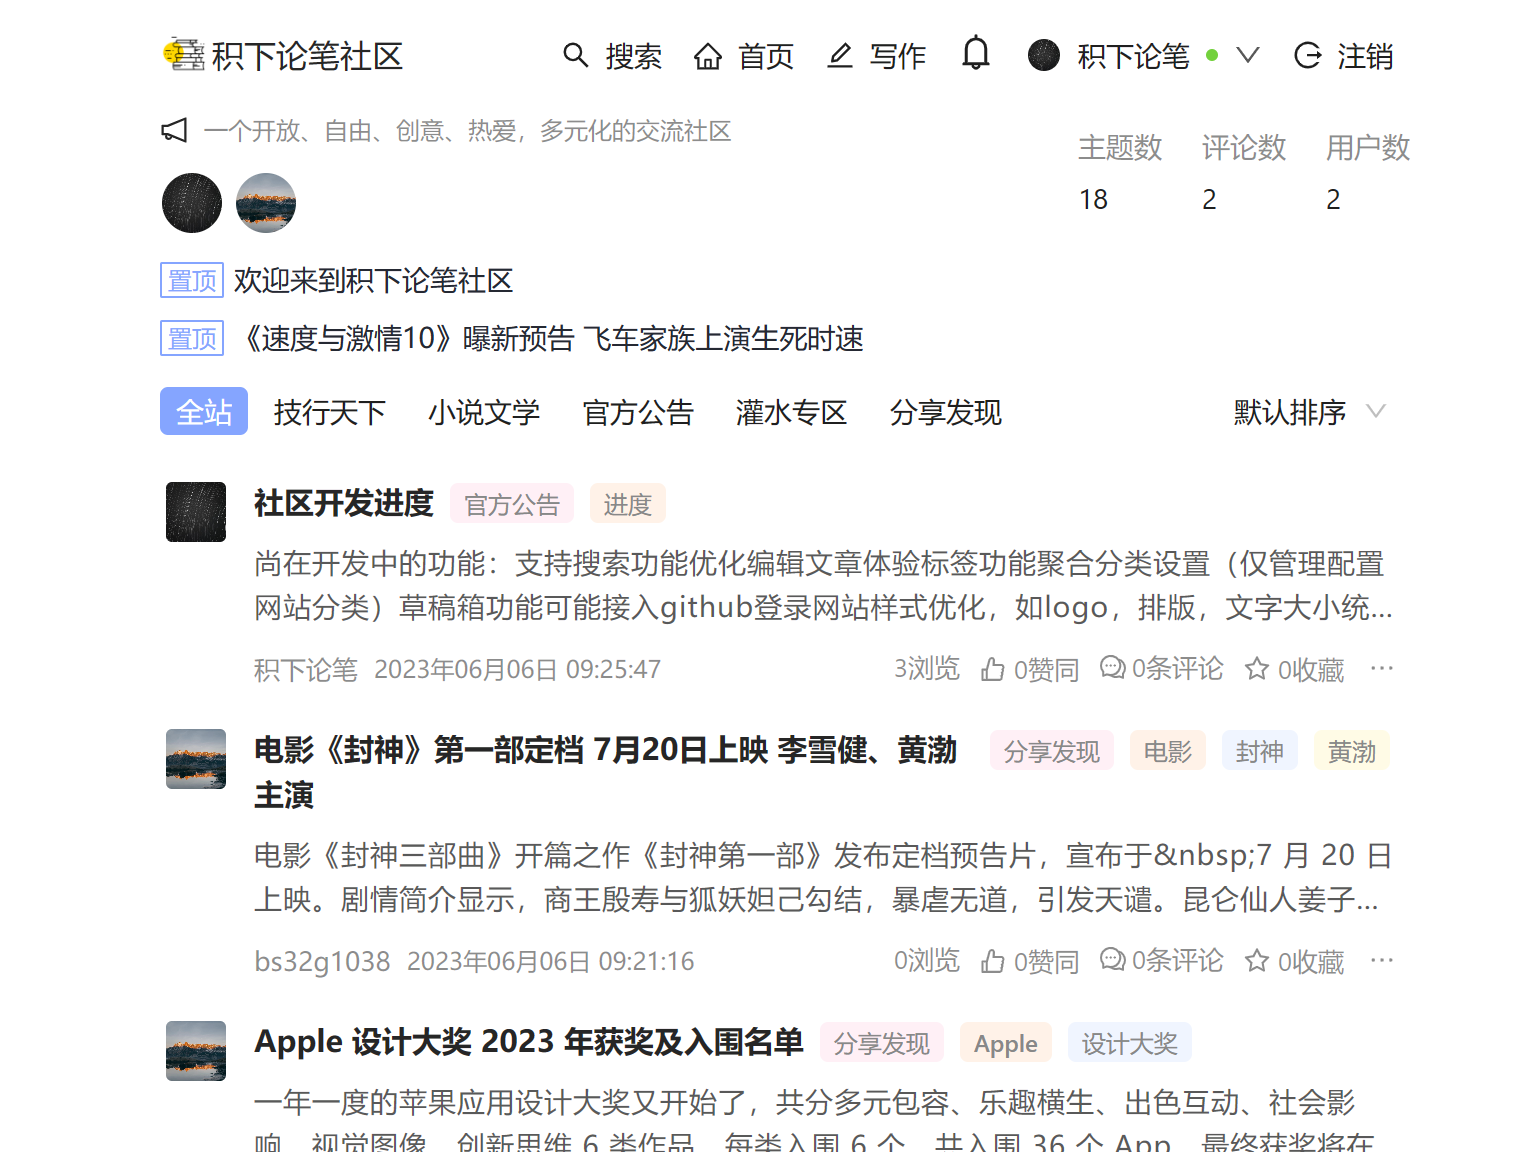 积下论笔社区
搜索 首页 写作 积下论笔 注销
一个开放、自由、创意、热爱，多元化的交流社区
主题数 评论数 用户数
18 2 2
置顶 欢迎来到积下论笔社区
置顶 《速度与激情10》曝新预告 飞车家族上演生死时速
全站 技行天下 小说文学 官方公告 灌水专区 分享发现 默认排序
社区开发进度 官方公告 进度
尚在开发中的功能：支持搜索功能优化编辑文章体验标签功能聚合分类设置（仅管理配置
网站分类）草稿箱功能可能接入github登录网站样式优化，如logo，排版，文字大小统...
积下论笔 2023年06月06日 09:25:47 3浏览 0赞同 0条评论 0收藏 ···
电影《封神》第一部定档 7月20日上映 李雪健、黄渤 分享发现 电影 封神 黄渤
主演
电影《封神三部曲》开篇之作《封神第一部》发布定档预告片，宣布于&nbsp;7 月 20 日
上映。剧情简介显示，商王殷寿与狐妖妲己勾结，暴虐无道，引发天谴。昆仑仙人姜子...
bs32g1038 2023年06月06日 09:21:16 0浏览 0赞同 0条评论 0收藏 ···
Apple 设计大奖 2023 年获奖及入围名单 分享发现 Apple 设计大奖
一年一度的苹果应用设计大奖又开始了，共分多元包容、乐趣横生、出色互动、社会影
响、视觉图像、创新思维 6 类作品，每类入围 6 个，共入围 36 个 App，最终获奖将在